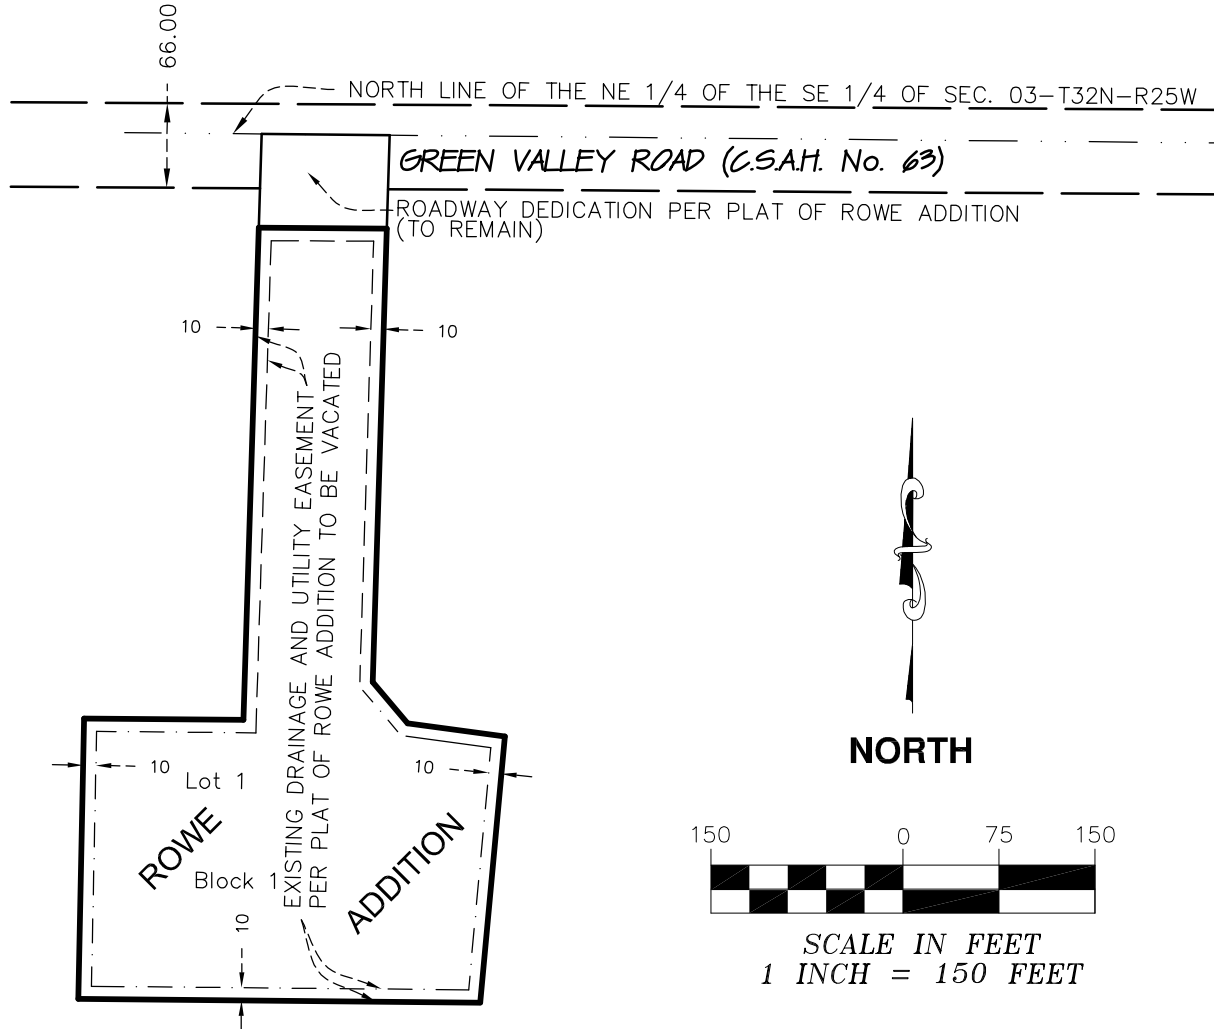 66.00
NORTH LINE OF THE NE 1/4 OF THE SE 1/4 OF SEC. 03-T32N-R25W
GREEN VALLEY ROAD (C.S.A.H. No. 63)
ROADWAY DEDICATION PER PLAT OF ROWE ADDITION
(TO REMAIN)
10
10
EXISTING DRAINAGE AND UTILITY EASEMENT
PER PLAT OF ROWE ADDITION TO BE VACATED
10
Lot 1
10
ROWE
Block 1
ADDITION
10
NORTH
150 0 75 150
SCALE IN FEET
1 INCH = 150 FEET